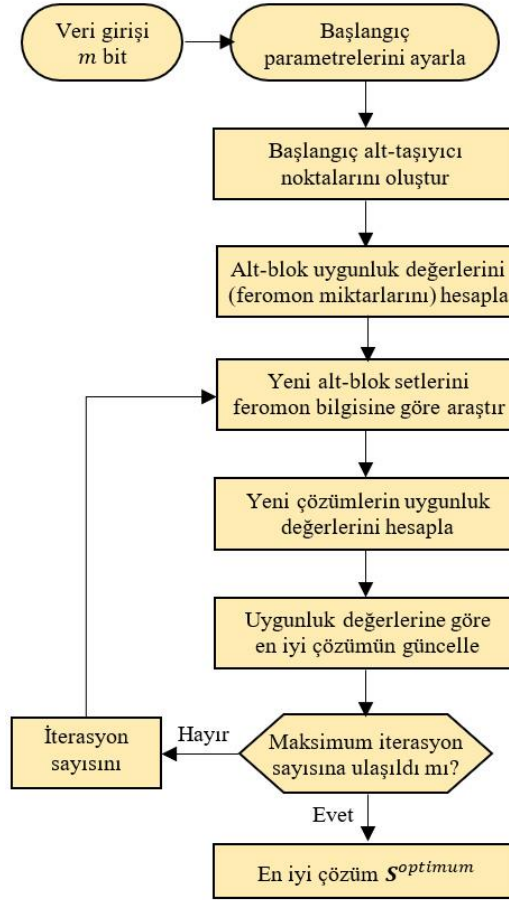 Veri girişi
m bit
Başlangıç
parametrelerini ayarla
Başlangıç alt-taşıyıcı
noktalarını oluştur
Alt-blok uygunluk değerlerini
(feromon miktarlarını) hesapla
Yeni alt-blok setlerini
feromon bilgisine göre araştır
Yeni çözümlerin uygunluk
değerlerini hesapla
Uygunluk değerlerine göre
en iyi çözümün güncelle
Maksimum iterasyon
sayısına ulaşıldı mı?
Hayır
İterasyon
sayısını
Evet
En iyi çözüm S^optimum